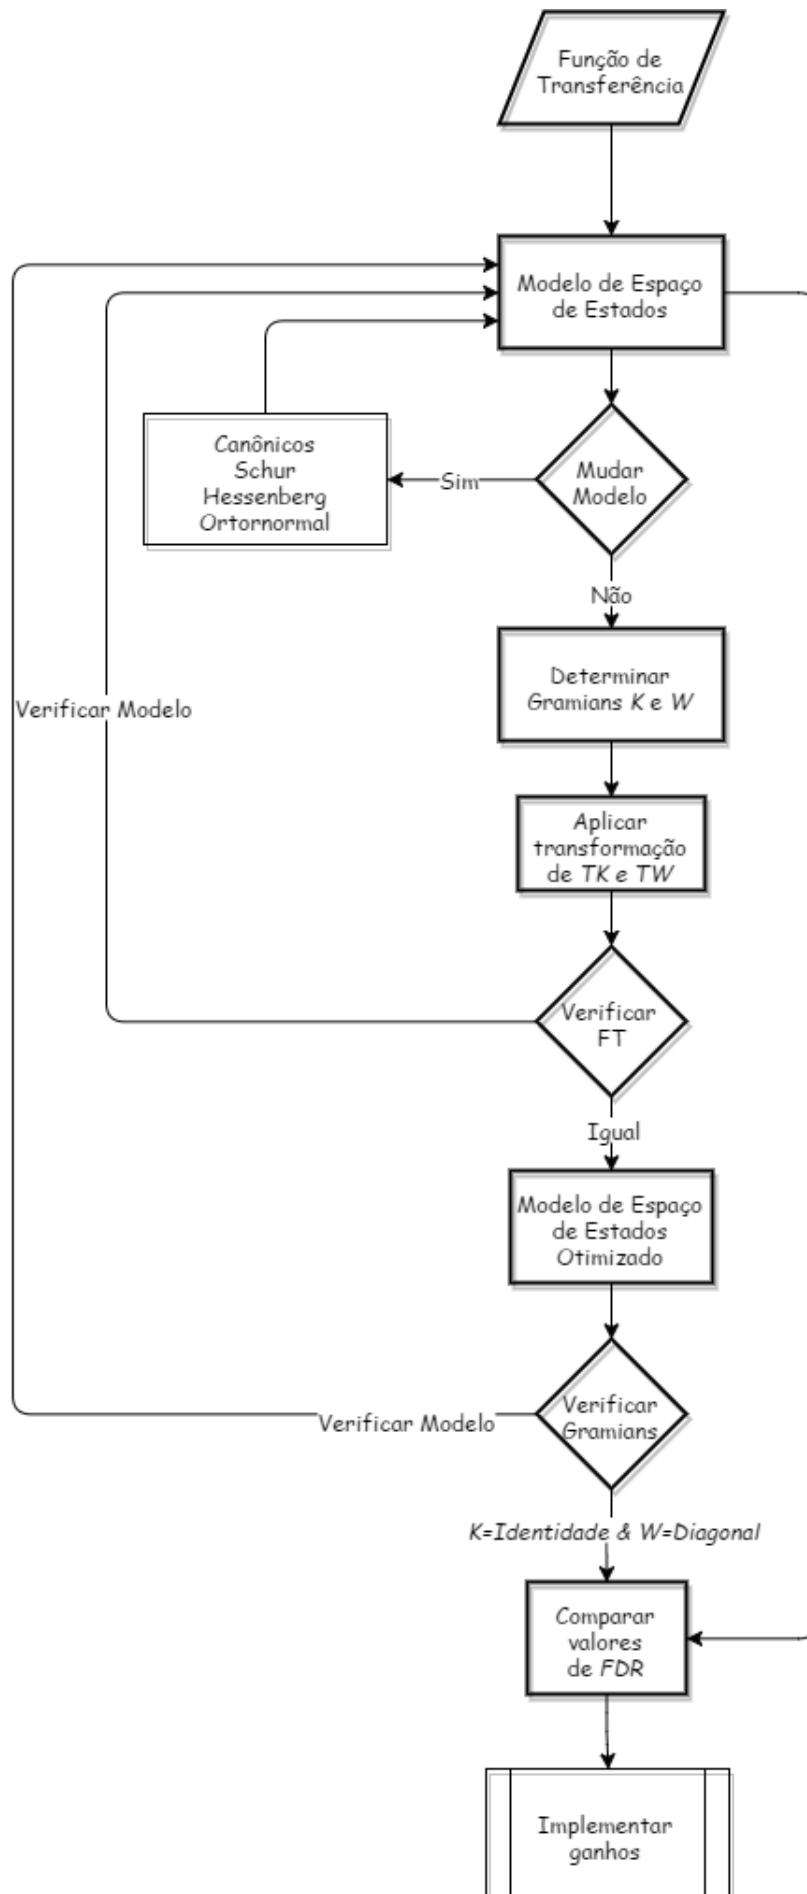 Função de
Transferência
Modelo de Espaço
de Estados
Mudar
Modelo
Sim
Canônicos
Schur
Hessenberg
Ortornormal
Não
Determinar
Gramians K e W
Verificar Modelo
Aplicar
transformação
de TK e TW
Verificar
FT
Igual
Modelo de Espaço
de Estados
Otimizado
Verificar
Gramians
Verificar Modelo
K=Identidade & W=Diagonal
Comparar
valores
de FDR
Implementar
ganhos